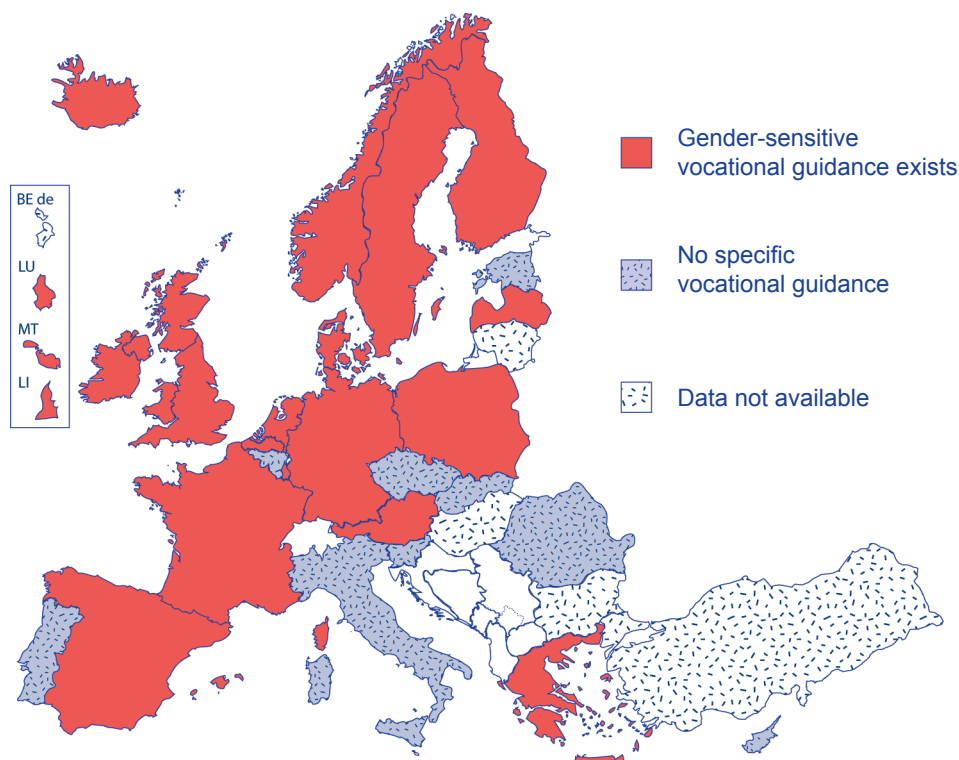 BE de
LU
MT
LI
Gender-sensitive
vocational guidance exists
No specific
vocational guidance
Data not available